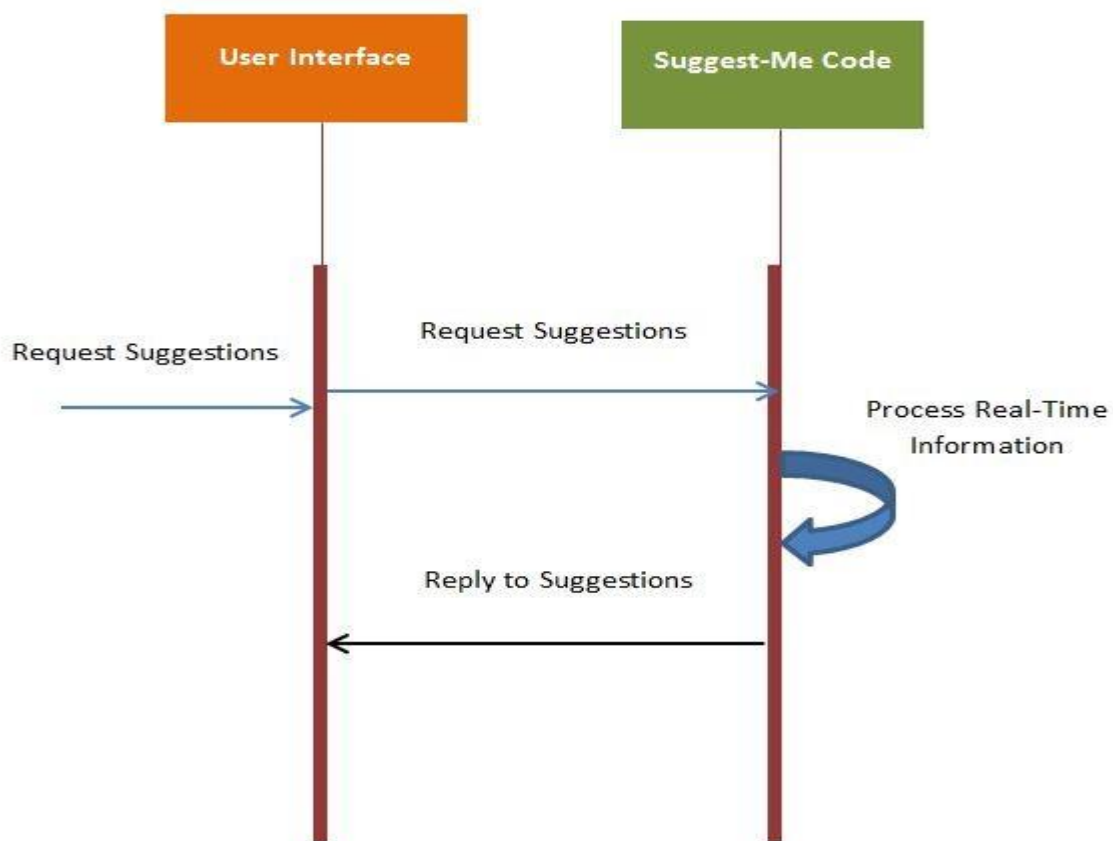 User Interface
Suggest-Me Code
Request Suggestions
Request Suggestions
Process Real-Time
Information
Reply to Suggestions